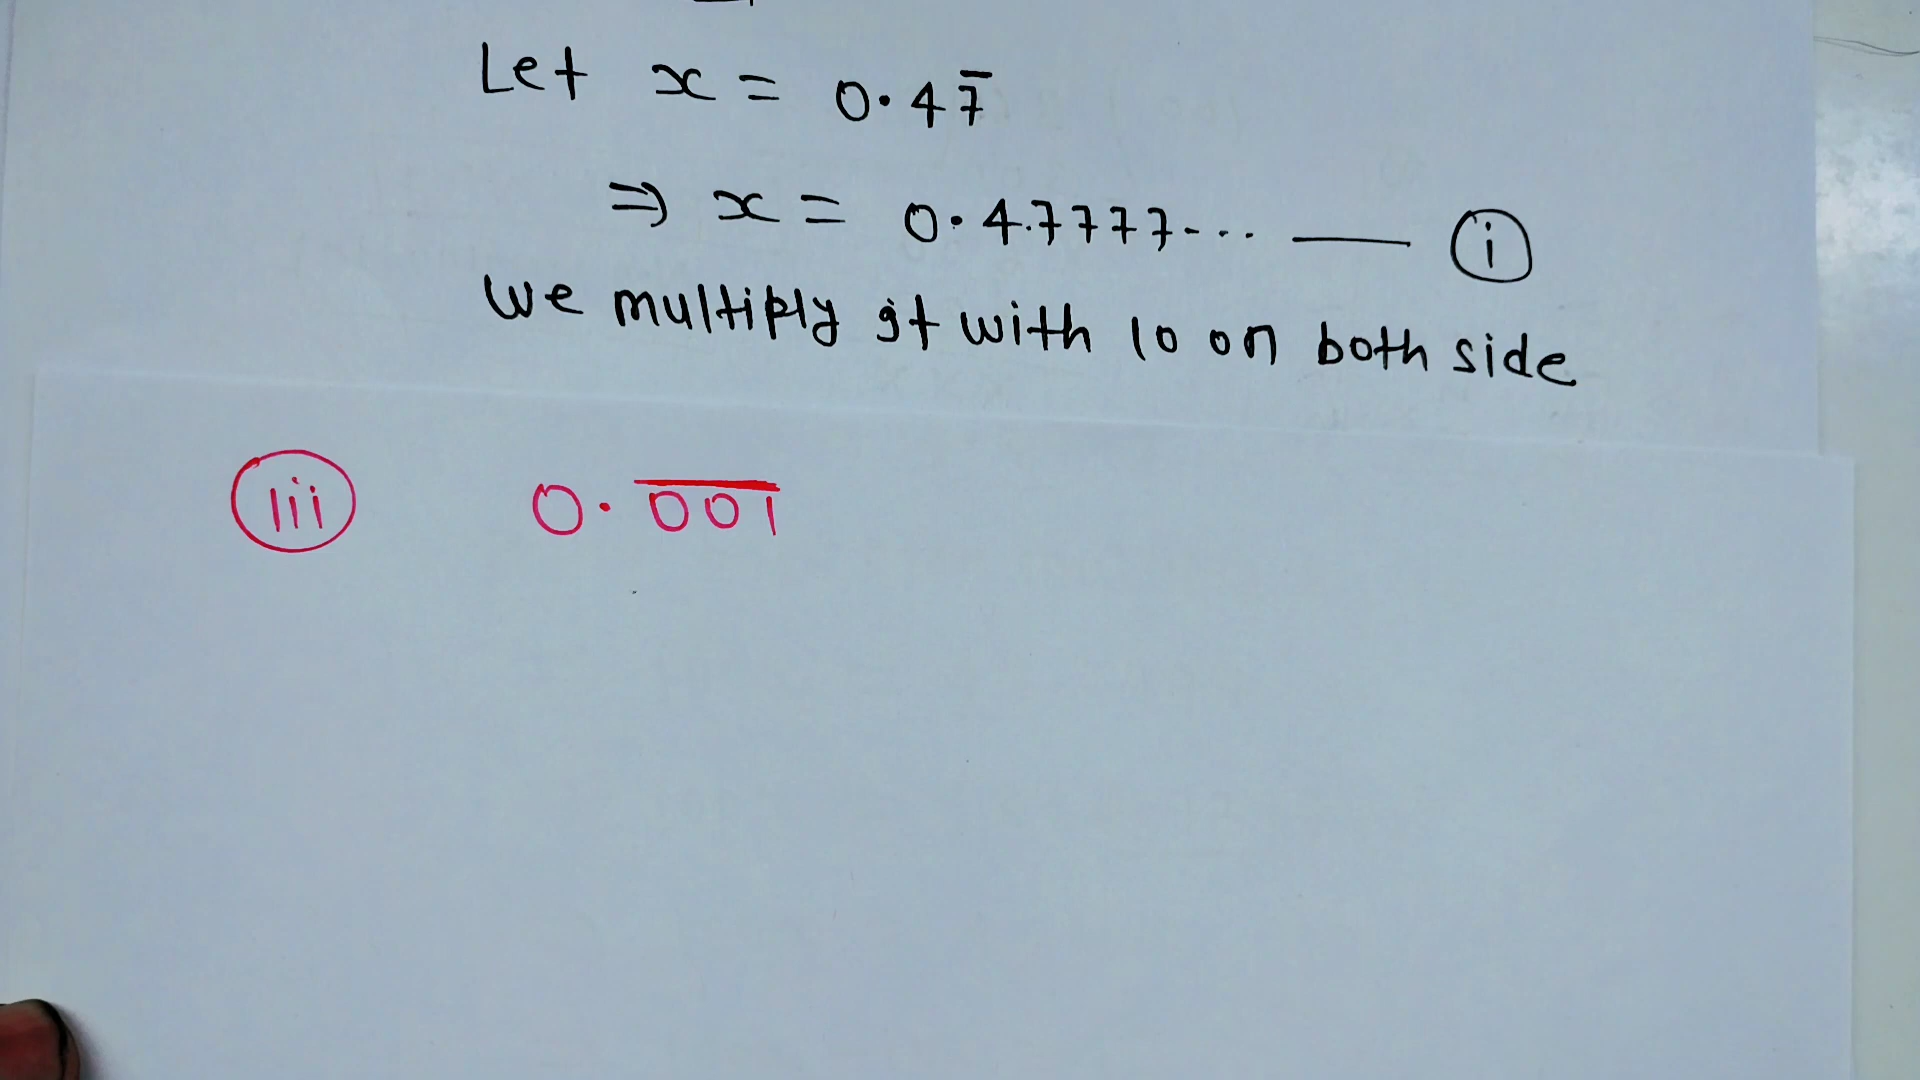 Let x = 0.47̅
⇒ x = 0.47777-... —— (i)
we multiply it with 10 on both side
(iii) 0.0̅0̅1̅